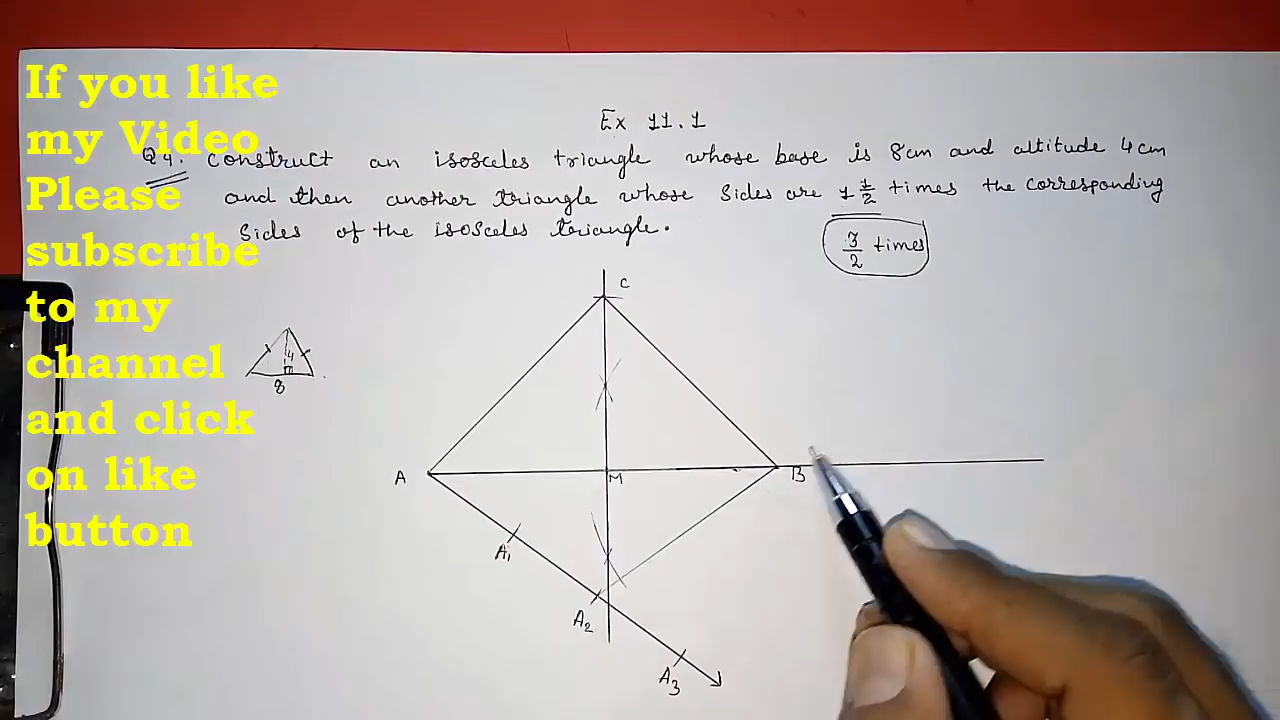 If you like
my Video
Please
subscribe
to my
channel
and click
on like
button
Ex 11.1
Q4. Construct an isosceles triangle whose base is 8cm and altitude 4cm
and then another triangle whose sides are 1 1/2 times the corresponding
sides of the isosceles triangle.
3/2 times
C
4
8
A
M
B
A1
A2
A3